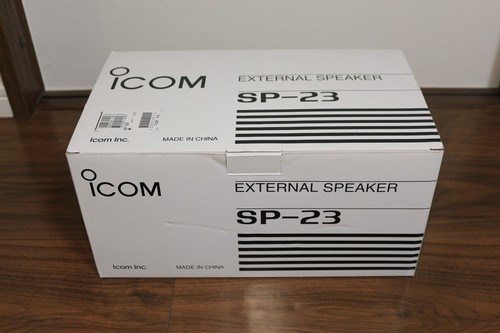 ICOM
EXTERNAL SPEAKER
SP-23
Icom Inc.
MADE IN CHINA
ICOM
EXTERNAL SPEAKER
SP-23
Icom Inc.
MADE IN CHINA